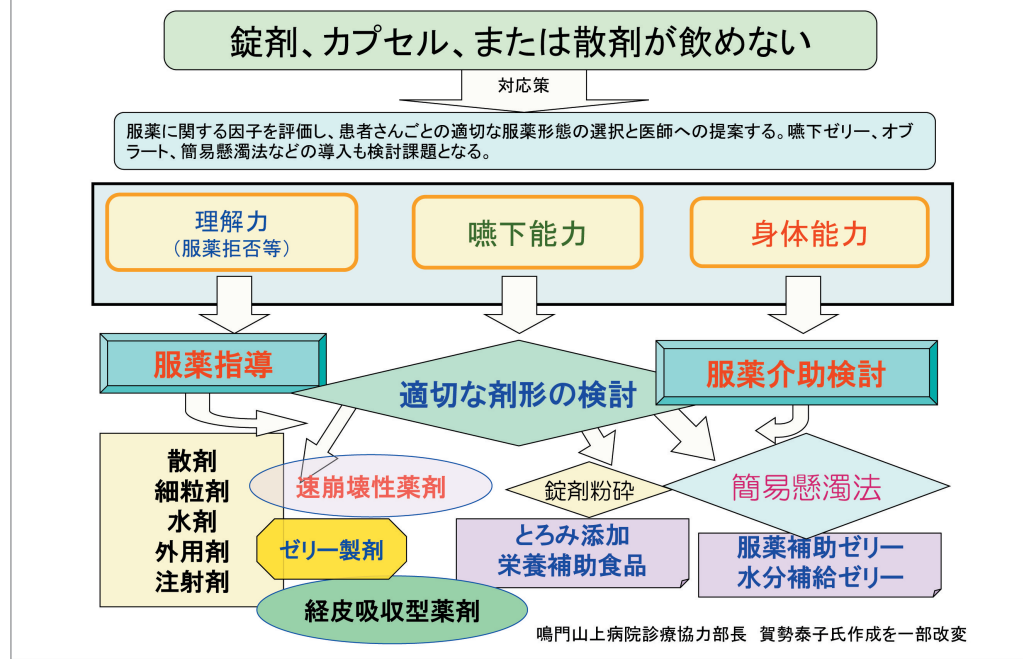 錠剤、カプセル、または散剤が飲めない
対応策
服薬に関する因子を評価し、患者さんごとの適切な服薬形態の選択と医師への提案する。嚥下ゼリー、オブ
ラート、簡易懸濁法などの導入も検討課題となる。
理解力
（服薬拒否等）
嚥下能力
身体能力
服薬指導
適切な剤形の検討
服薬介助検討
散剤
細粒剤
水剤
外用剤
注射剤
速崩壊性薬剤
ゼリー製剤
経皮吸収型薬剤
錠剤粉砕
とろみ添加
栄養補助食品
簡易懸濁法
服薬補助ゼリー
水分補給ゼリー
鳴門山上病院診療協力部長　賀勢泰子氏作成を一部改変